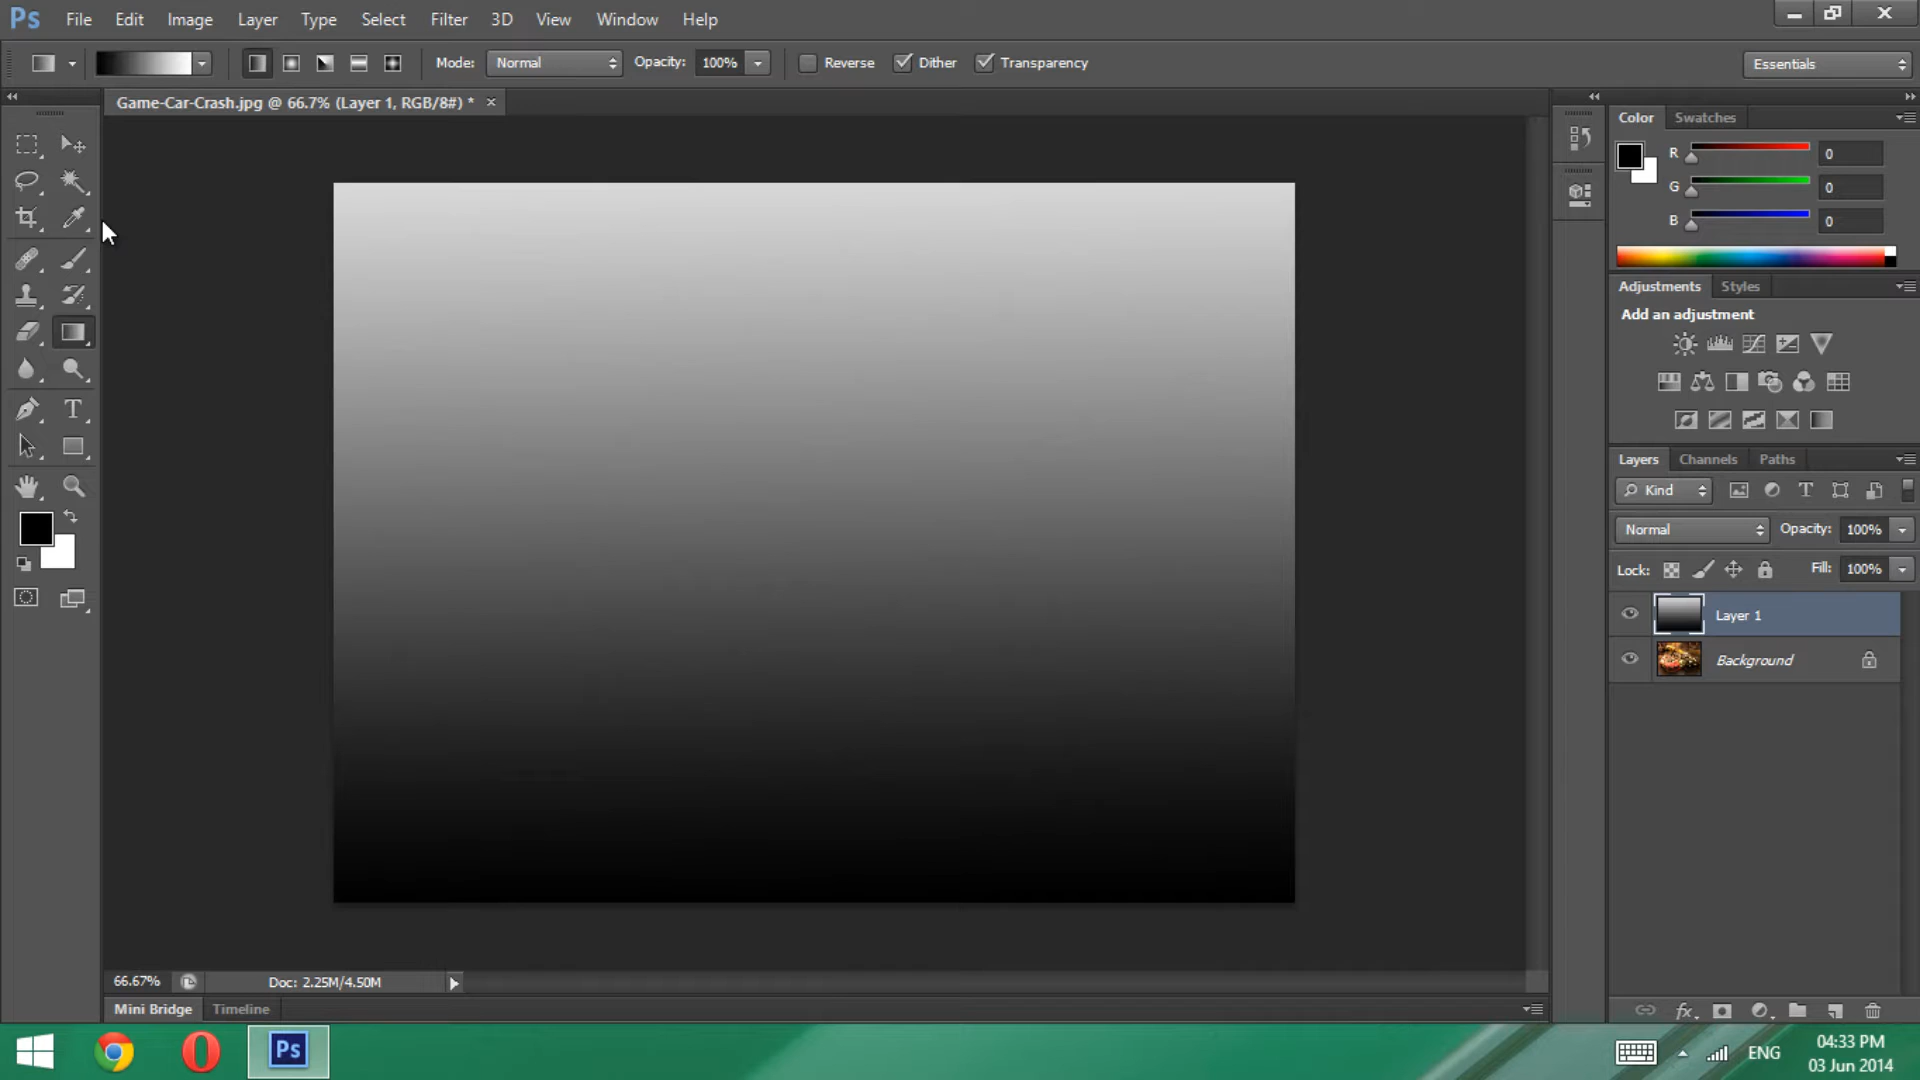 Ps File Edit Image Layer Type Select Filter 3D View Window Help
Mode: Normal Opacity: 100% Reverse Dither Transparency Essentials
Game-Car-Crash.jpg @ 66.7% (Layer 1, RGB/8#) * ×
Color Swatches
R 0
G 0
B 0
Adjustments Styles
Add an adjustment
T
Layers Channels Paths
Kind T
Normal Opacity: 100%
Lock: Fill: 100%
Layer 1
Background
fx
66.67% Doc: 2.25M/4.50M
Mini Bridge Timeline
Ps ENG
04:33 PM
03 Jun 2014